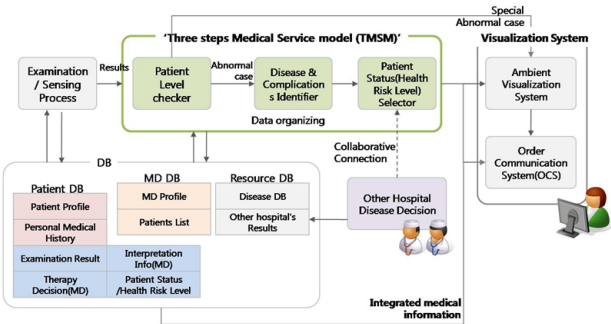 Special
Abnormal case
'Three steps Medical Service model (TMSM)'
Visualization System
Examination
/ Sensing
Process
Results
Patient
Level
checker
Abnormal
case
Disease &
Complication
s Identifier
Patient
Status(Health
Risk Level)
Selector
Ambient
Visualization
System
Data organizing
Collaborative
Connection
Order
Communication
System(OCS)
DB
Patient DB
Patient Profile
Personal Medical
History
Examination Result
Interpretation
Info(MD)
Therapy
Decision(MD)
Patient Status
/Health Risk Level
MD DB
MD Profile
Patients List
Resource DB
Disease DB
Other hospital's
Results
Other Hospital
Disease Decision
Integrated medical
information